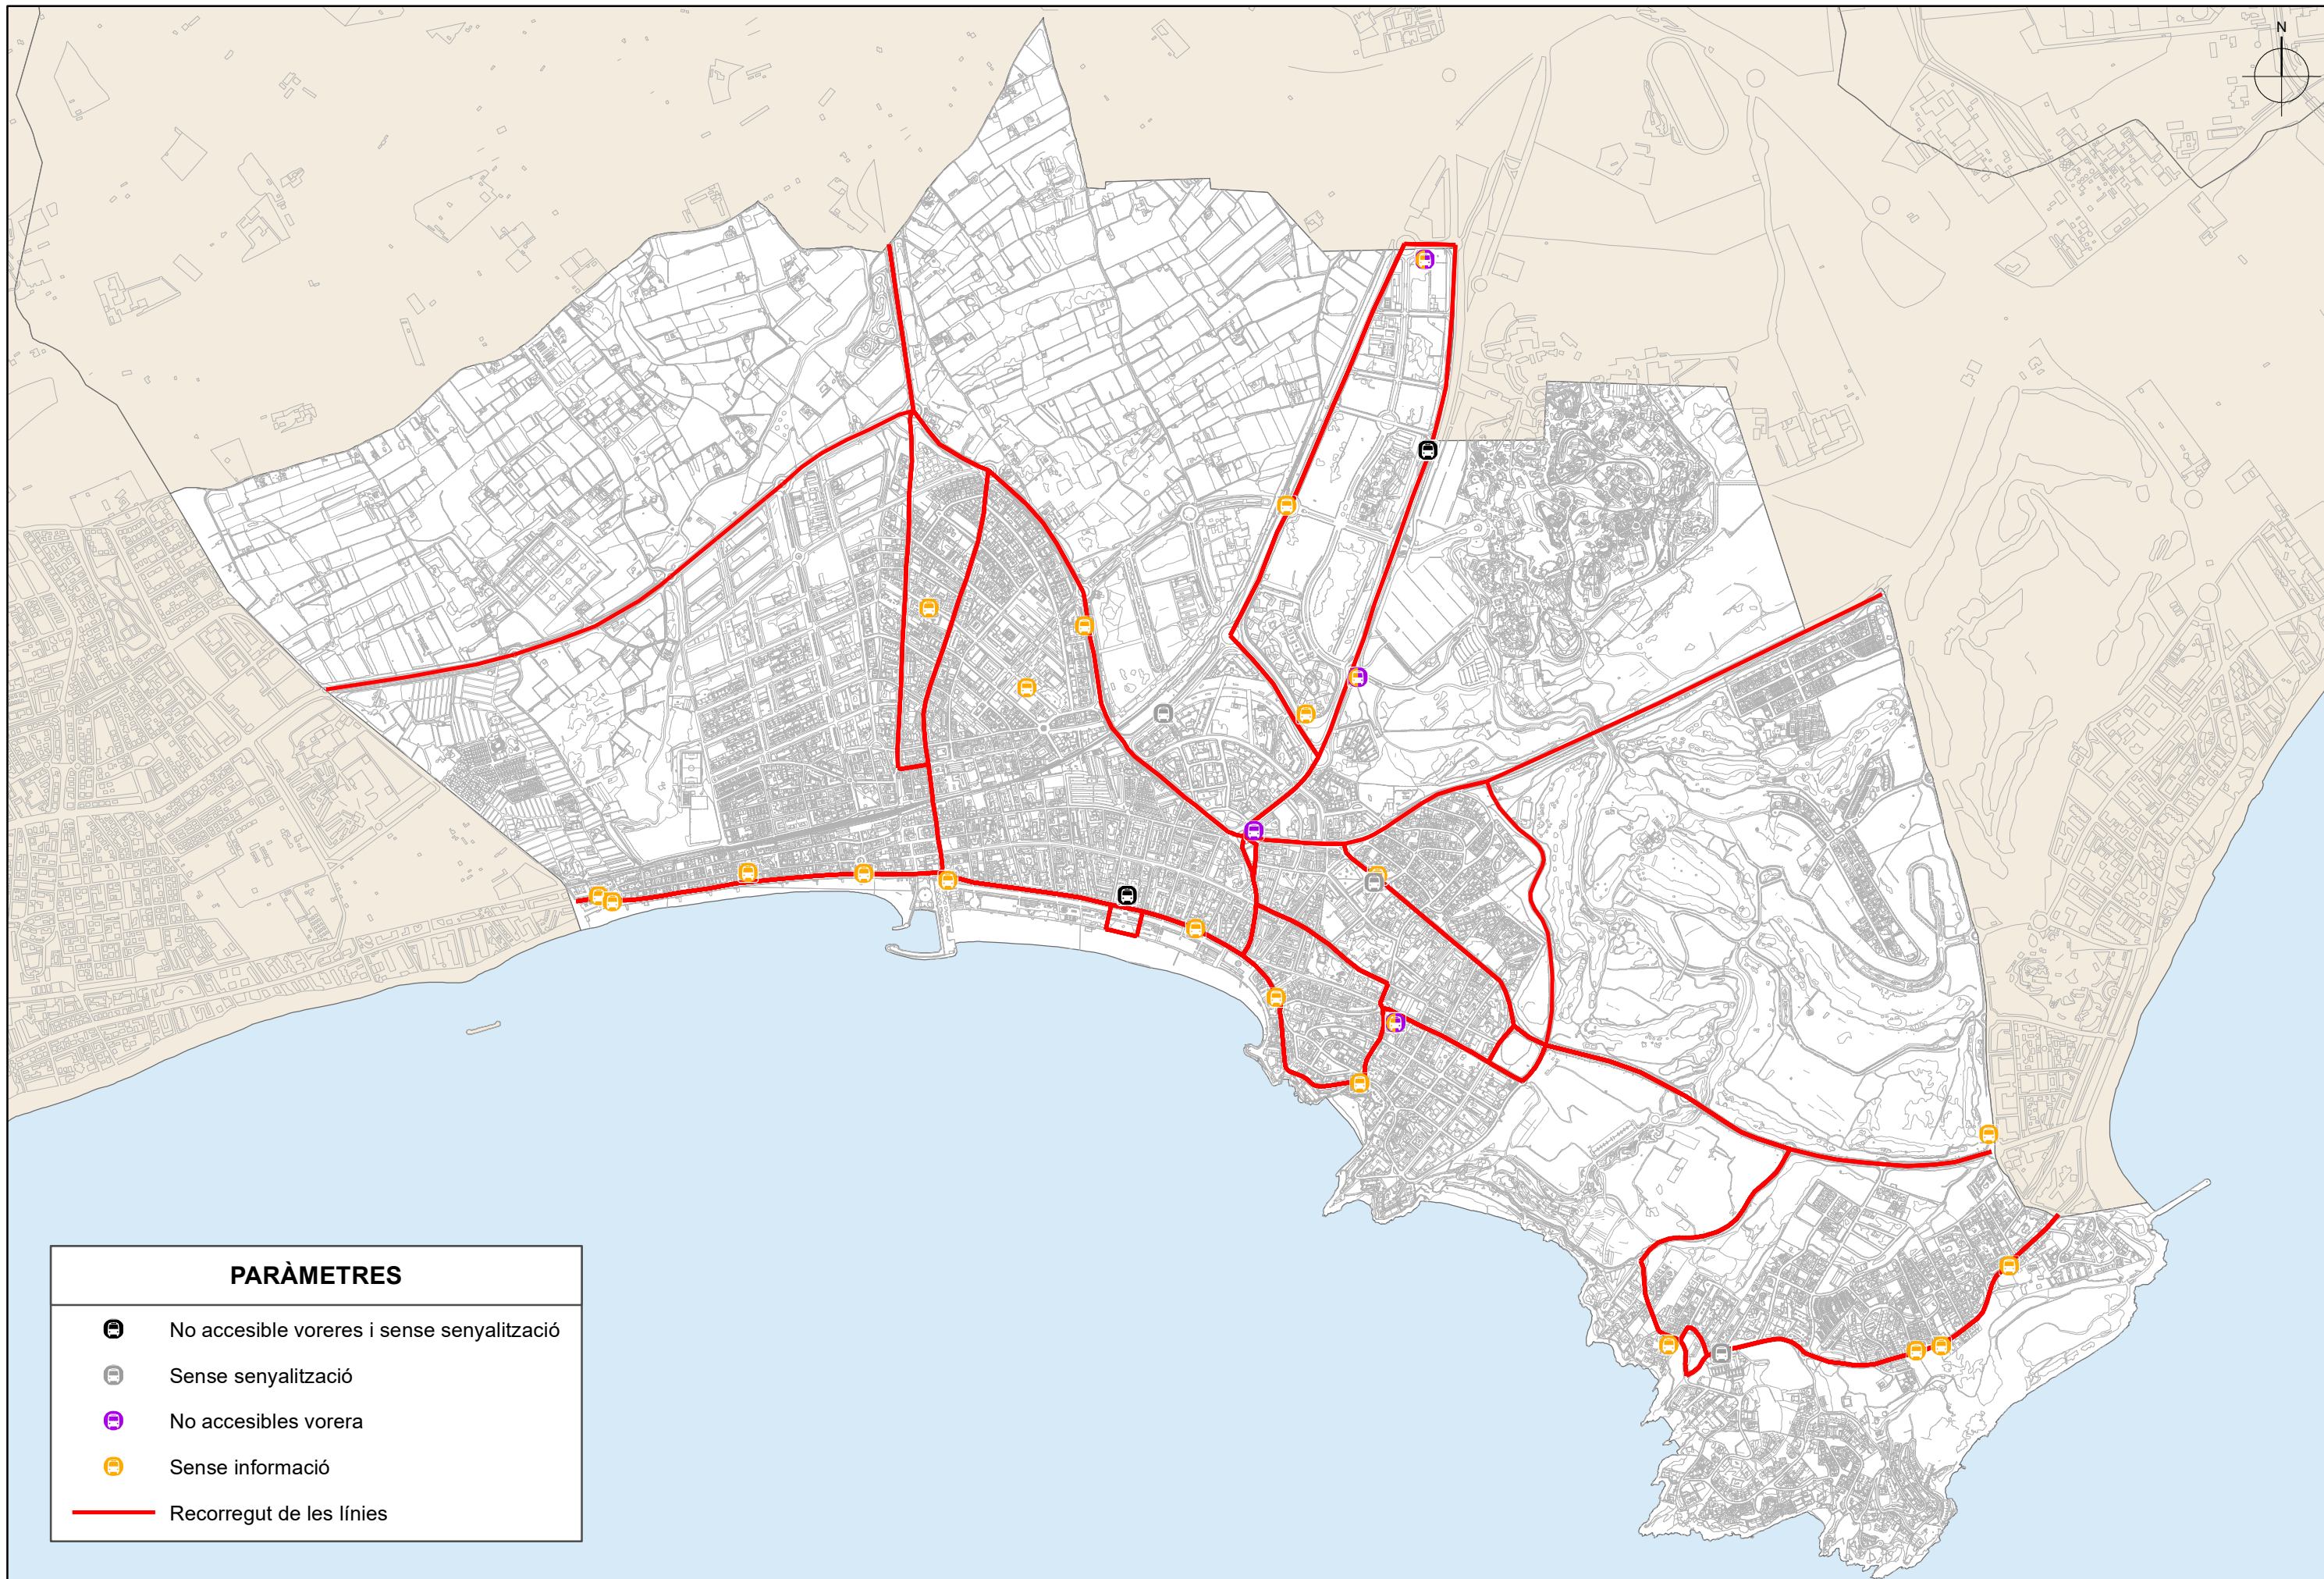 N
PARÀMETRES
No accesible voreres i sense senyalització
Sense senyalització
No accesibles vorera
Sense informació
Recorregut de les línies